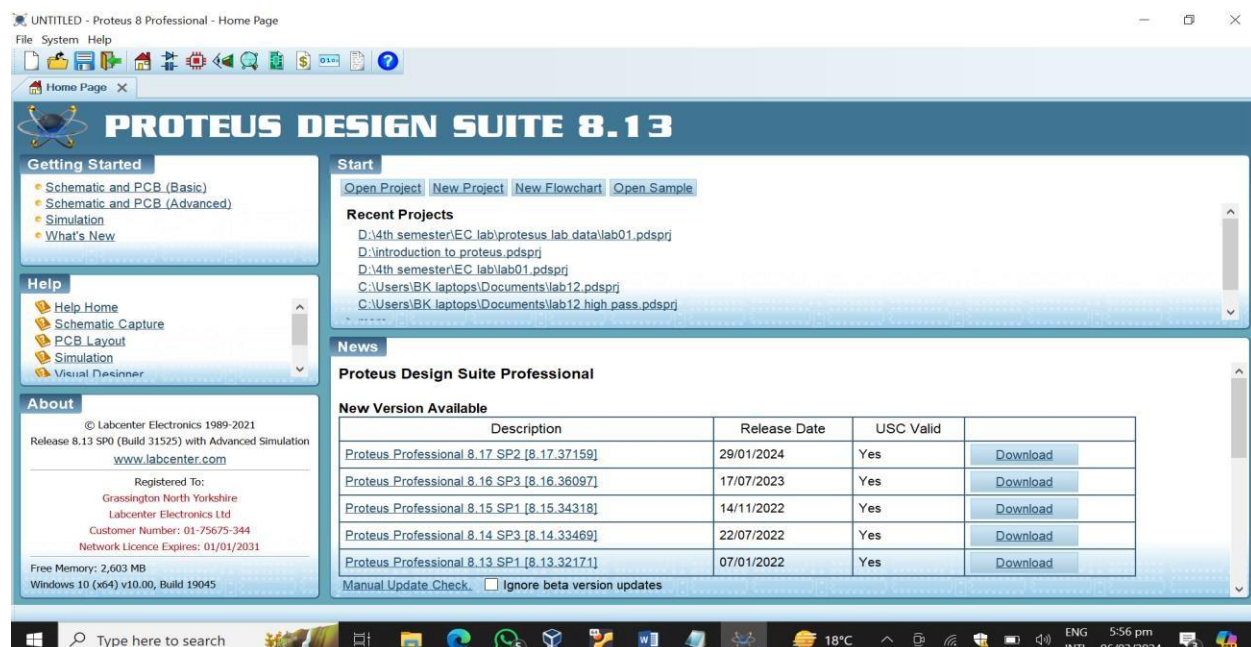 UNTITLED - Proteus 8 Professional - Home Page
File System Help
Home Page
PROTEUS DESIGN SUITE 8.13
Getting Started
Schematic and PCB (Basic)
Schematic and PCB (Advanced)
Simulation
What's New
Help
Help Home
Schematic Capture
PCB Layout
Simulation
Visual Designer
About
© Labcenter Electronics 1989-2021
Release 8.13 SP0 (Build 31525) with Advanced Simulation
www.labcenter.com
Registered To:
Grassington North Yorkshire
Labcenter Electronics Ltd
Customer Number: 01-75675-344
Network Licence Expires: 01/01/2031
Free Memory: 2,603 MB
Windows 10 (x64) v10.00, Build 19045
Start
Open Project New Project New Flowchart Open Sample
Recent Projects
D:\4th semester\EC lab\protesus lab data\lab01.pdsprj
D:\introduction to proteus.pdsprj
D:\4th semester\EC lab\lab01.pdsprj
C:\Users\BK laptops\Documents\lab12.pdsprj
C:\Users\BK laptops\Documents\lab12 high pass.pdsprj
News
Proteus Design Suite Professional
New Version Available
Description Release Date USC Valid
Proteus Professional 8.17 SP2 [8.17.37159] 29/01/2024 Yes Download
Proteus Professional 8.16 SP3 [8.16.36097] 17/07/2023 Yes Download
Proteus Professional 8.15 SP1 [8.15.34318] 14/11/2022 Yes Download
Proteus Professional 8.14 SP3 [8.14.33469] 22/07/2022 Yes Download
Proteus Professional 8.13 SP1 [8.13.32171] 07/01/2022 Yes Download
Manual Update Check. Ignore beta version updates
Type here to search 18°C ENG 5:56 pm